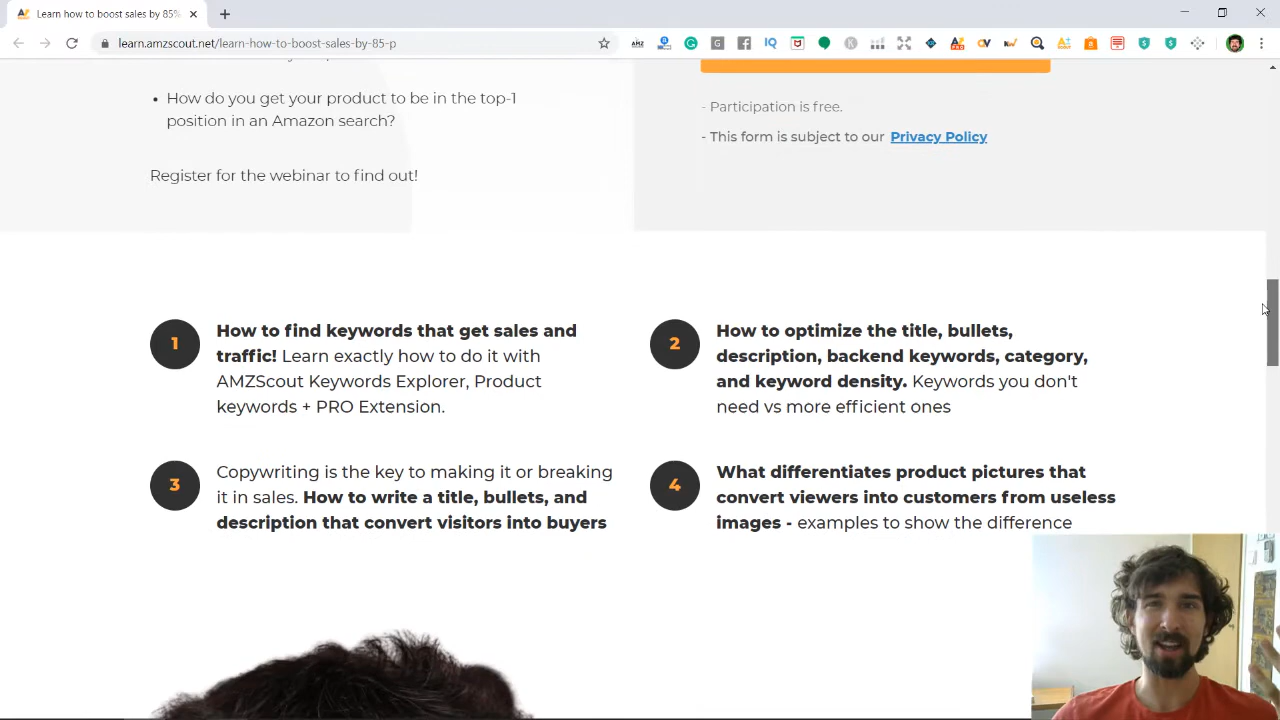 Learn how to boost sales by 85%
learn.amzscout.net/learn-how-to-boost-sales-by-85-p
• How do you get your product to be in the top-1
position in an Amazon search?
Register for the webinar to find out!
- Participation is free.
- This form is subject to our Privacy Policy
1
How to find keywords that get sales and
traffic! Learn exactly how to do it with
AMZScout Keywords Explorer, Product
keywords + PRO Extension.
2
How to optimize the title, bullets,
description, backend keywords, category,
and keyword density. Keywords you don't
need vs more efficient ones
3
Copywriting is the key to making it or breaking
it in sales. How to write a title, bullets, and
description that convert visitors into buyers
4
What differentiates product pictures that
convert viewers into customers from useless
images - examples to show the difference